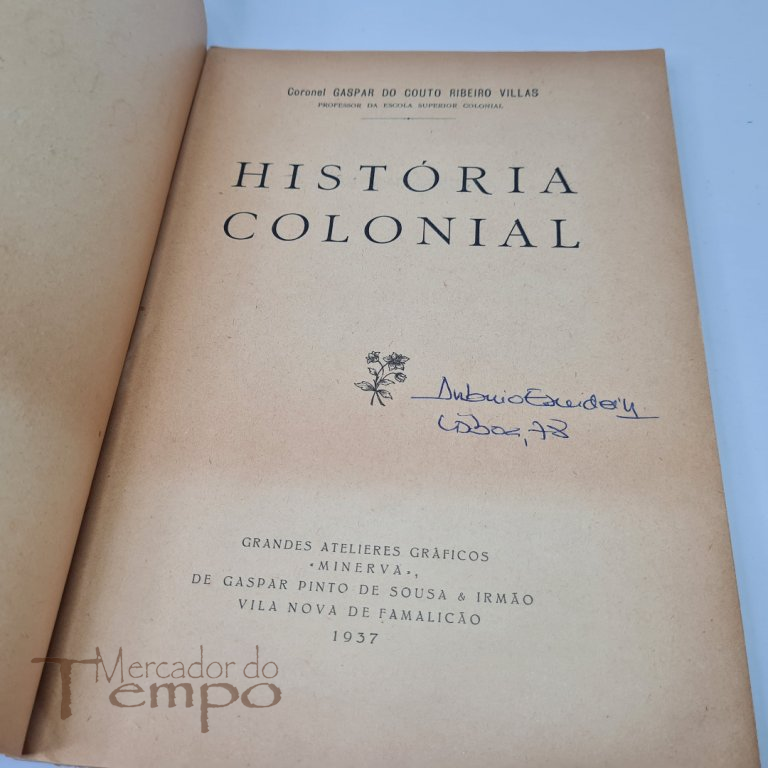 Coronel GASPAR DO COUTO RIBEIRO VILLAS
PROFESSOR DA ESCOLA SUPERIOR COLONIAL
HISTÓRIA
COLONIAL
António
Lisboa, 78
GRANDES ATELIERES GRÁFICOS
«MINERVA»,
DE GASPAR PINTO DE SOUSA & IRMÃO
VILA NOVA DE FAMALICÃO
1937
Mercador do
Tempo